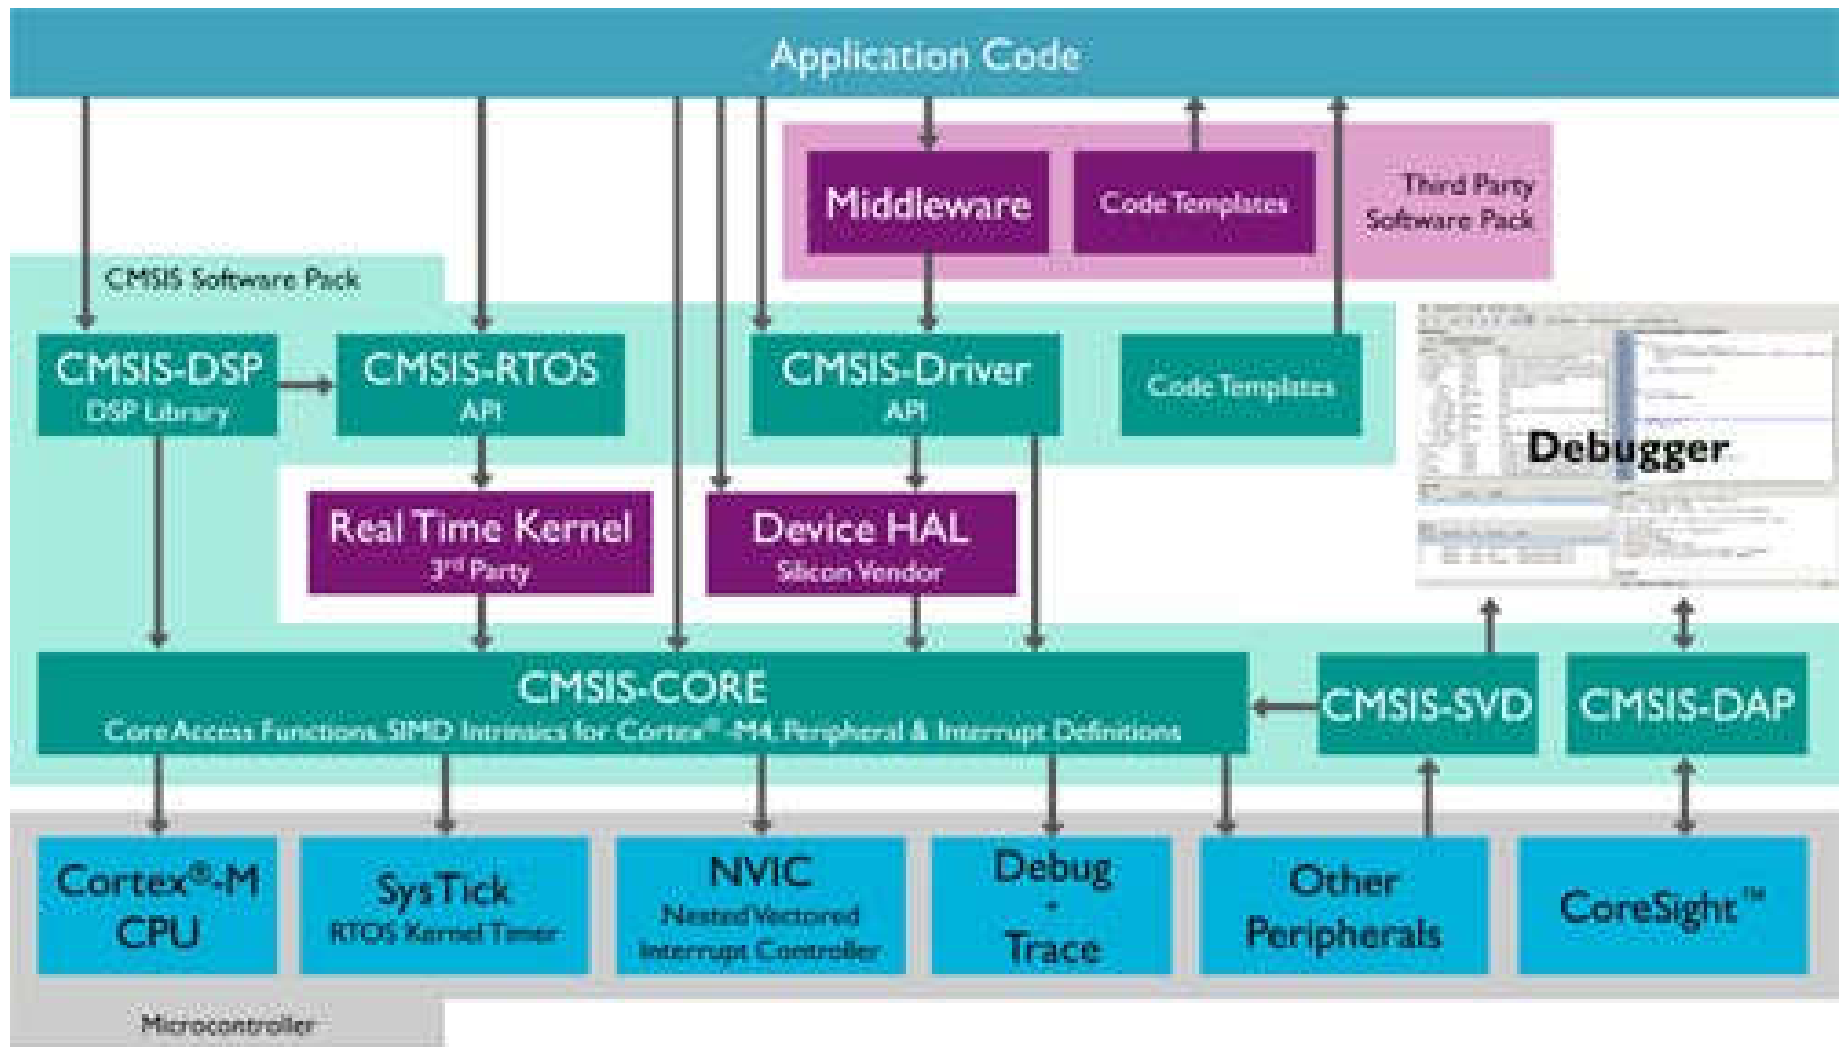 Application Code
Middleware
Code Templates
Third Party
Software Pack
CMSIS Software Pack
CMSIS-DSP
DSP Library
CMSIS-RTOS
API
CMSIS-Driver
API
Code Templates
Debugger
Real Time Kernel
3rd Party
Device HAL
Silicon Vendor
CMSIS-CORE
Core Access Functions, SIMD Intrinsics for Cortex®-M4, Peripheral & Interrupt Definitions
CMSIS-SVD
CMSIS-DAP
Cortex®-M
CPU
SysTick
RTOS Kernel Timer
NVIC
Nested Vectored
Interrupt Controller
Debug
Trace
Other
Peripherals
CoreSight™
Microcontroller